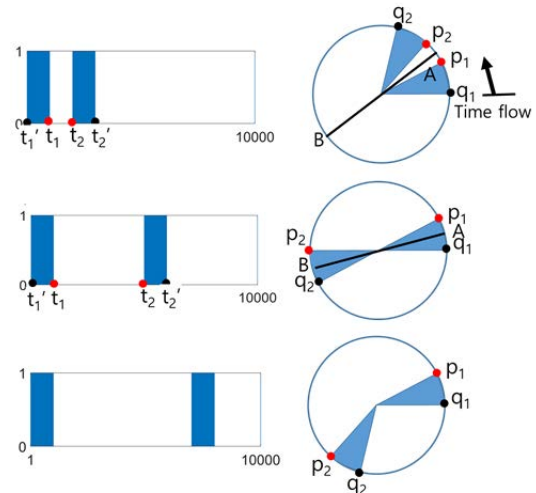 1
0
t₁' t₁ t₂ t₂'
10000
q₂
p₂
p₁
A
q₁
Time flow
B
1
0
t₁' t₁ t₂ t₂'
10000
p₁
A
p₂
q₁
B
q₂
1
0
1 10000
p₁
q₁
p₂
q₂